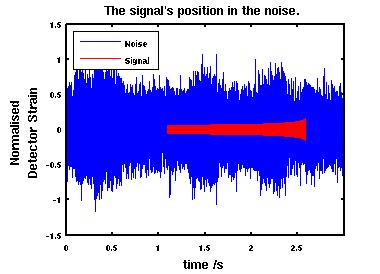 The signal's position in the noise.
1.5
Noise
Signal
1
0.5
0
-0.5
-1
-1.5
Normalised
Detector Strain
0 0.5 1 1.5 2 2.5
time /s